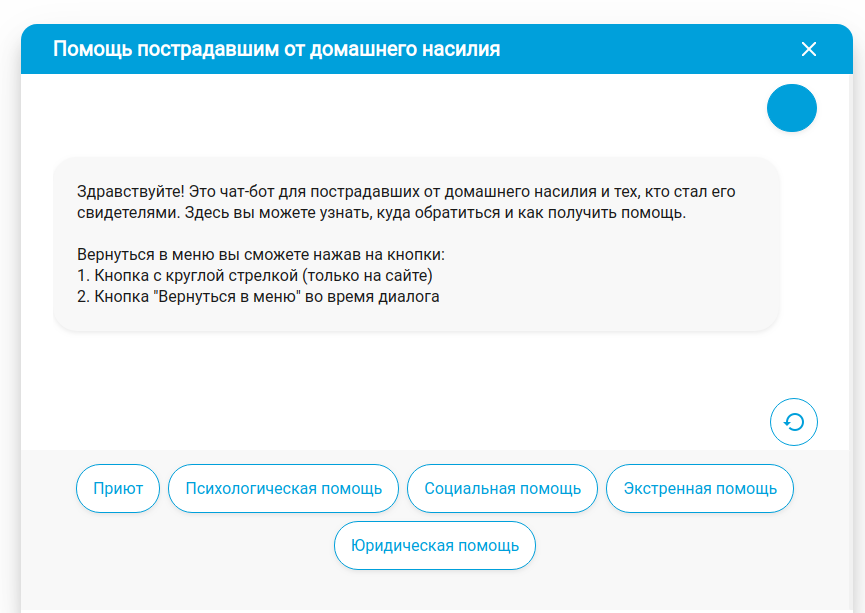 Помощь пострадавшим от домашнего насилия
Здравствуйте! Это чат-бот для пострадавших от домашнего насилия и тех, кто стал его
свидетелями. Здесь вы можете узнать, куда обратиться и как получить помощь.
Вернуться в меню вы сможете нажав на кнопки:
1. Кнопка с круглой стрелкой (только на сайте)
2. Кнопка "Вернуться в меню" во время диалога
Приют
Психологическая помощь
Социальная помощь
Экстренная помощь
Юридическая помощь